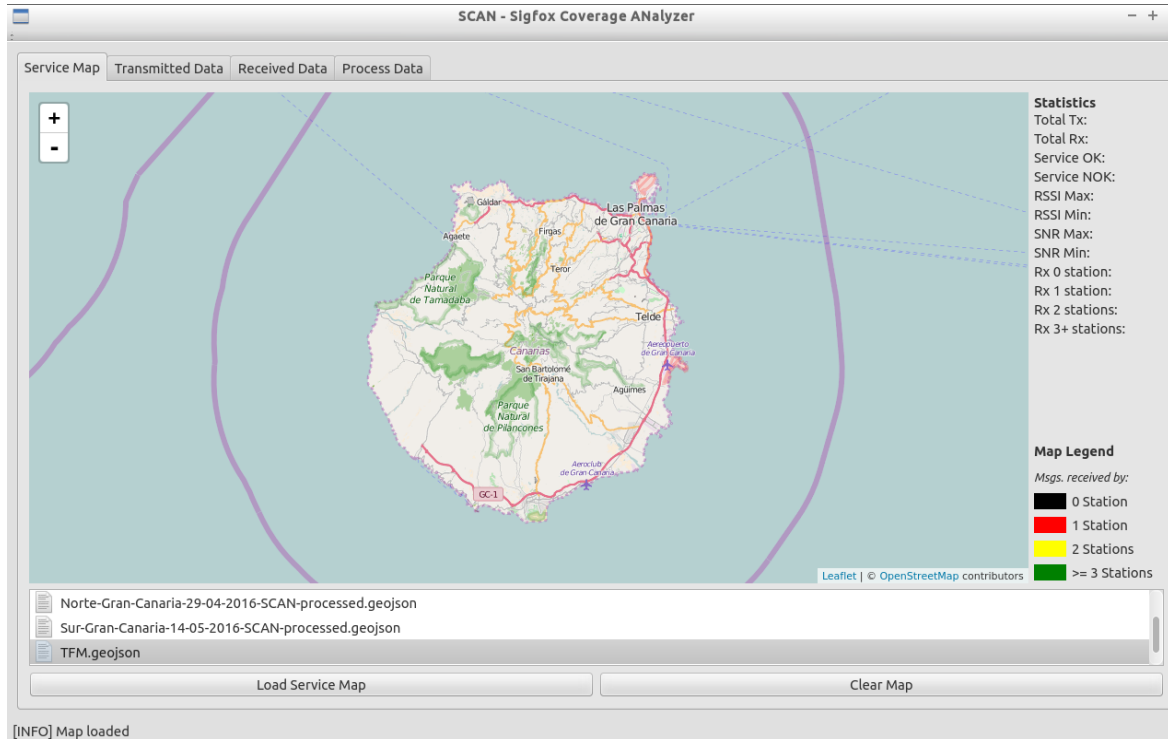 SCAN - Sigfox Coverage ANalyzer
Service Map
Transmitted Data
Received Data
Process Data
+
-
Gáldar
Las Palmas
de Gran Canaria
Agaete
Firgas
Teror
Parque
Natural
de Tamadaba
Telde
Aeropuerto
de Gran Canaria
Canarias
San Bartolomé
de Tirajana
Agüimes
Parque
Natural
de Pilancones
Aeroclub
de Gran Canaria
GC-1
Leaflet | © OpenStreetMap contributors
Statistics
Total Tx:
Total Rx:
Service OK:
Service NOK:
RSSI Max:
RSSI Min:
SNR Max:
SNR Min:
Rx 0 station:
Rx 1 station:
Rx 2 stations:
Rx 3+ stations:
Map Legend
Msgs. received by:
0 Station
1 Station
2 Stations
>= 3 Stations
Norte-Gran-Canaria-29-04-2016-SCAN-processed.geojson
Sur-Gran-Canaria-14-05-2016-SCAN-processed.geojson
TFM.geojson
Load Service Map
Clear Map
[INFO] Map loaded